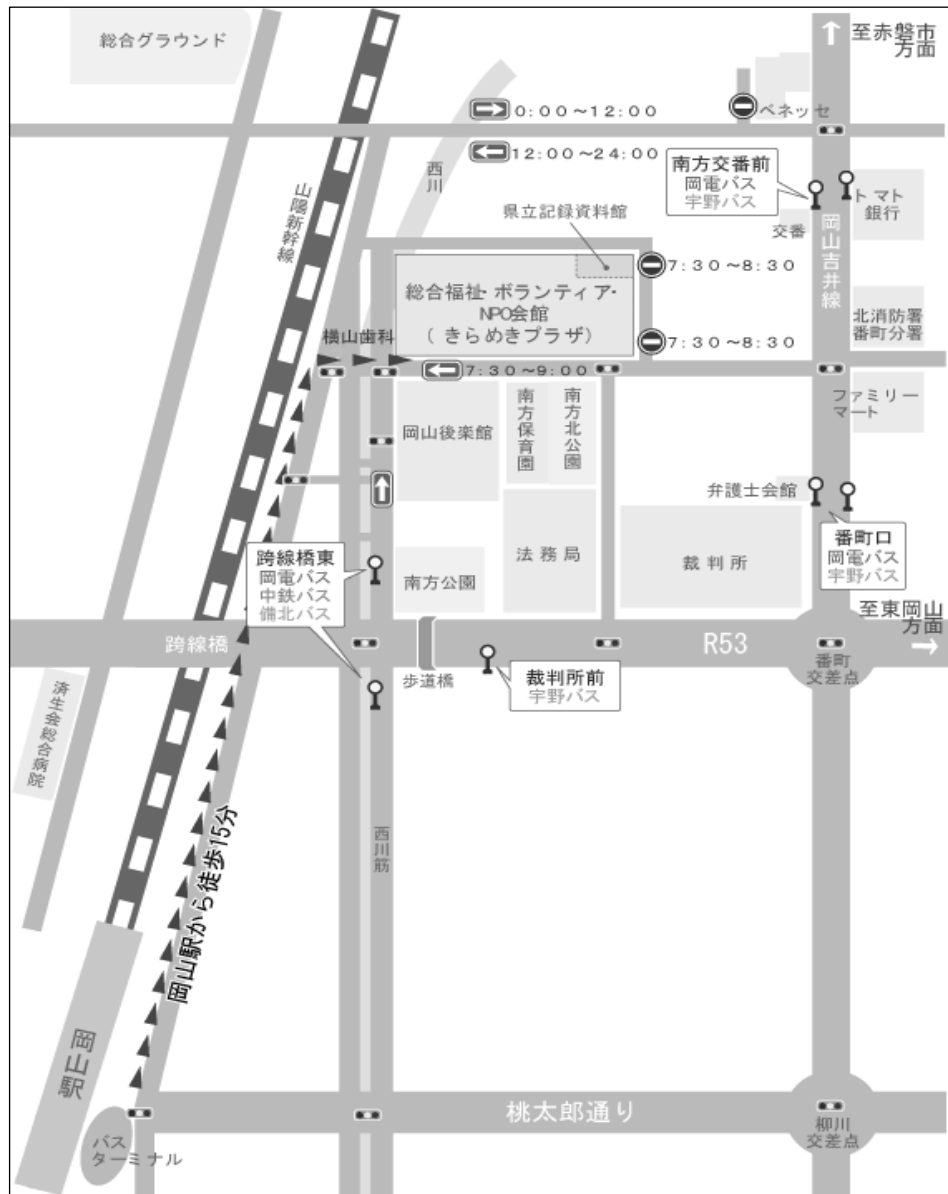 総合グラウンド
至赤磐市
方面
0:00～12:00
ベネッセ
12:00～24:00
西川
南方交番前
岡電バス
宇野バス
トマト
銀行
山陽新幹線
県立記録資料館
交番
岡山吉井線
7:30～8:30
総合福祉・ボランティア・
NPO会館
（きらめきプラザ）
北消防署
番町分署
横山歯科
7:30～8:30
7:30～9:00
ファミリー
マート
岡山後楽館
南方保育園
南方北公園
弁護士会館
跨線橋東
岡電バス
中鉄バス
備北バス
南方公園
法務局
裁判所
番町口
岡電バス
宇野バス
至東岡山
方面
跨線橋
R53
番町
交差点
歩道橋
裁判所前
宇野バス
済生会総合病院
岡山駅から徒歩15分
西川筋
岡山駅
桃太郎通り
バス
ターミナル
柳川
交差点